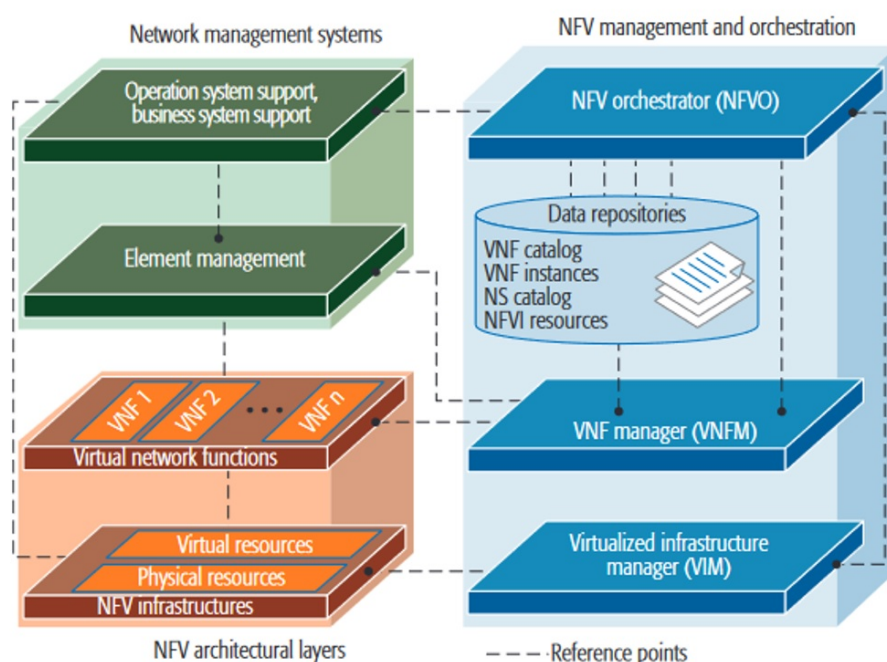 Network management systems
Operation system support,
business system support
Element management
VNF 1
VNF 2
VNF n
Virtual network functions
Virtual resources
Physical resources
NFV infrastructures
NFV architectural layers
NFV management and orchestration
NFV orchestrator (NFVO)
Data repositories
VNF catalog
VNF instances
NS catalog
NFVI resources
VNF manager (VNFM)
Virtualized infrastructure
manager (VIM)
Reference points